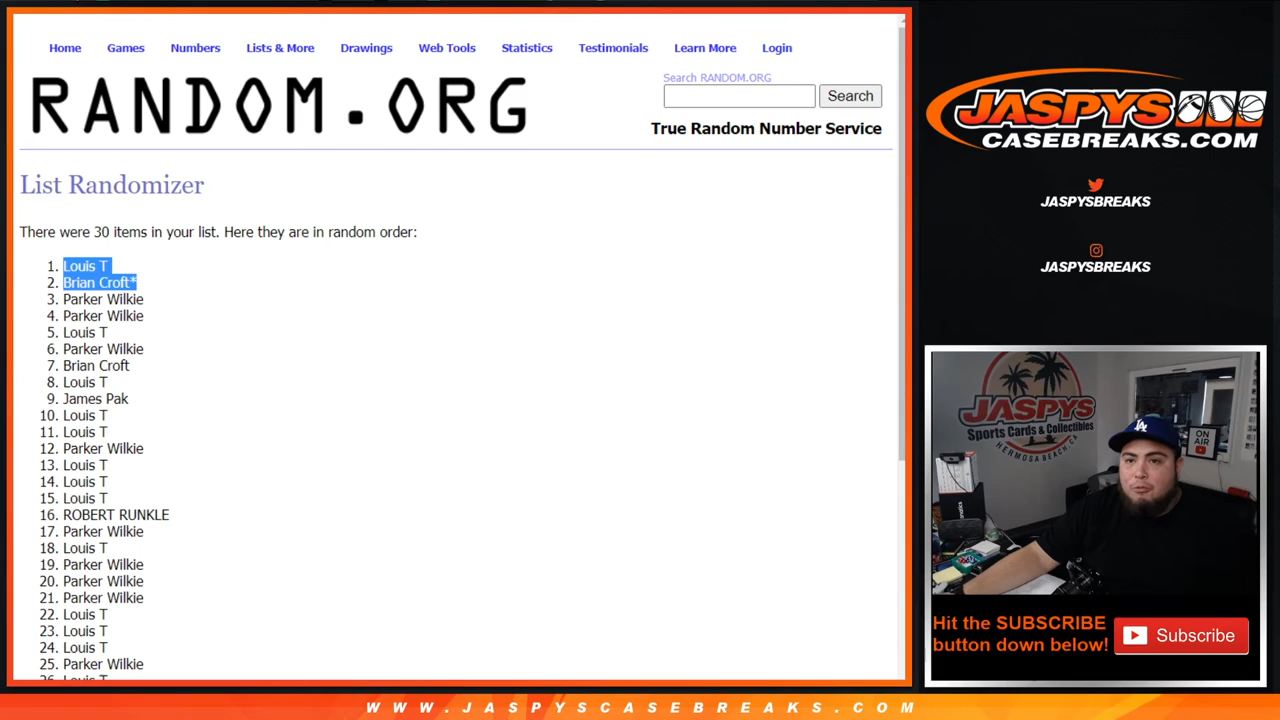 Home Games Numbers Lists & More Drawings Web Tools Statistics Testimonials Learn More Login
RANDOM.ORG
Search RANDOM.ORG
Search
True Random Number Service
List Randomizer
There were 30 items in your list. Here they are in random order:
1. Louis T
2. Brian Croft*
3. Parker Wilkie
4. Parker Wilkie
5. Louis T
6. Parker Wilkie
7. Brian Croft
8. Louis T
9. James Pak
10. Louis T
11. Louis T
12. Parker Wilkie
13. Louis T
14. Louis T
15. Louis T
16. ROBERT RUNKLE
17. Parker Wilkie
18. Louis T
19. Parker Wilkie
20. Parker Wilkie
21. Parker Wilkie
22. Louis T
23. Louis T
24. Louis T
25. Parker Wilkie
26. Louis T
JASPYS
CASEBREAKS.COM
JASPYSBREAKS
JASPYSBREAKS
JASPYS
Sports Cards & Collectibles
HERMOSA BEACH, CA
LA
ON
AIR
Hit the SUBSCRIBE
button down below!
Subscribe
WWW.JASPYSCASEBREAKS.COM